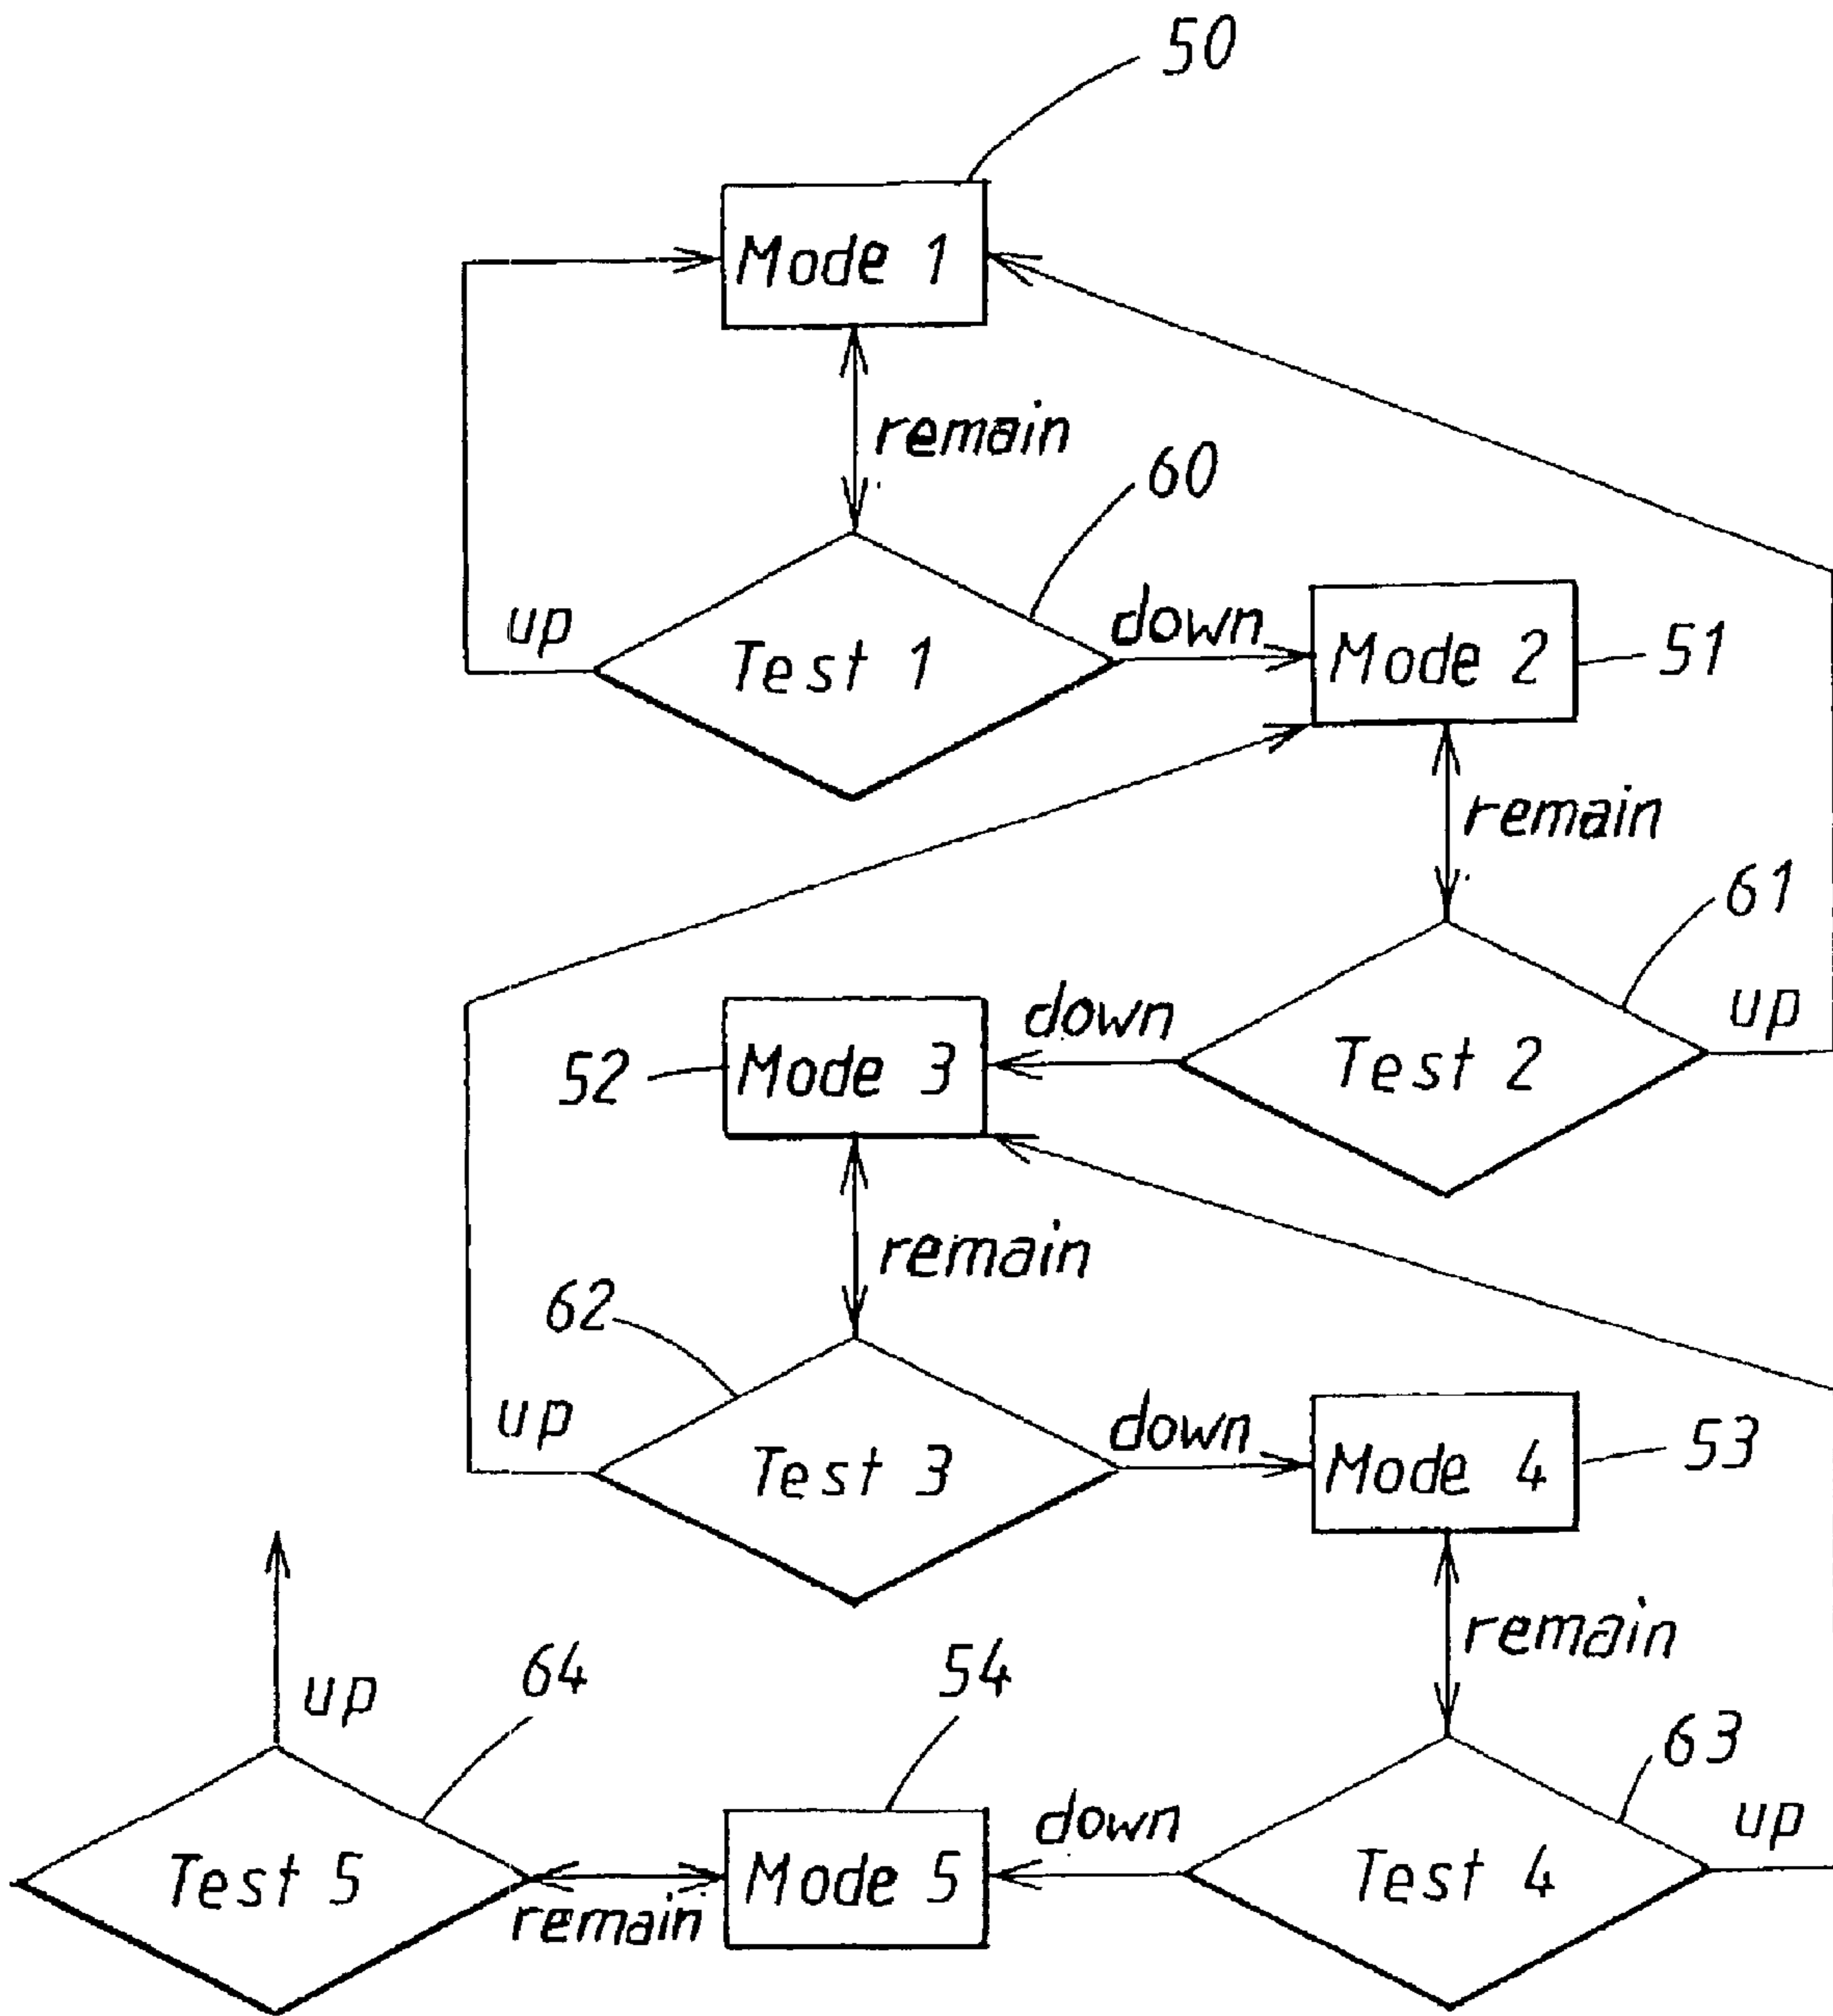 50
Mode 1
remain
60
up
Test 1
down
Mode 2
51
remain
61
52
Mode 3
down
Test 2
up
remain
62
up
Test 3
down
Mode 4
53
remain
up
64
54
63
Test 5
remain
Mode 5
down
Test 4
up